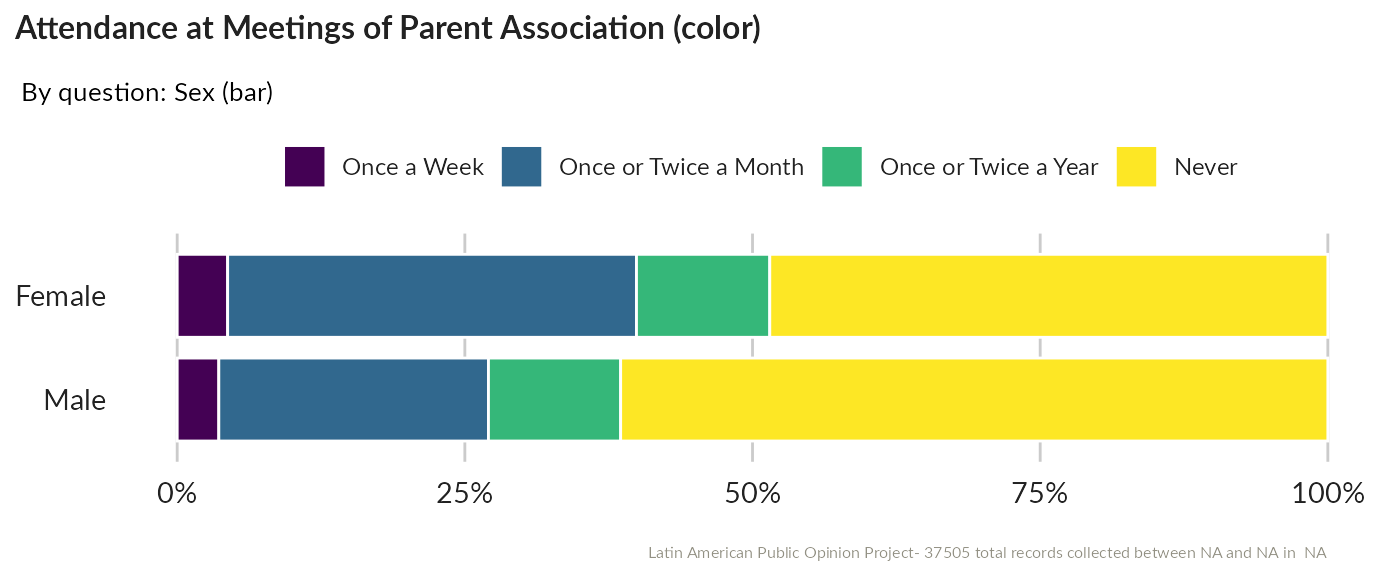 Attendance at Meetings of Parent Association (color)
By question: Sex (bar)
Once a Week Once or Twice a Month Once or Twice a Year Never
Female
Male
0% 25% 50% 75% 100%
Latin American Public Opinion Project- 37505 total records collected between NA and NA in  NA